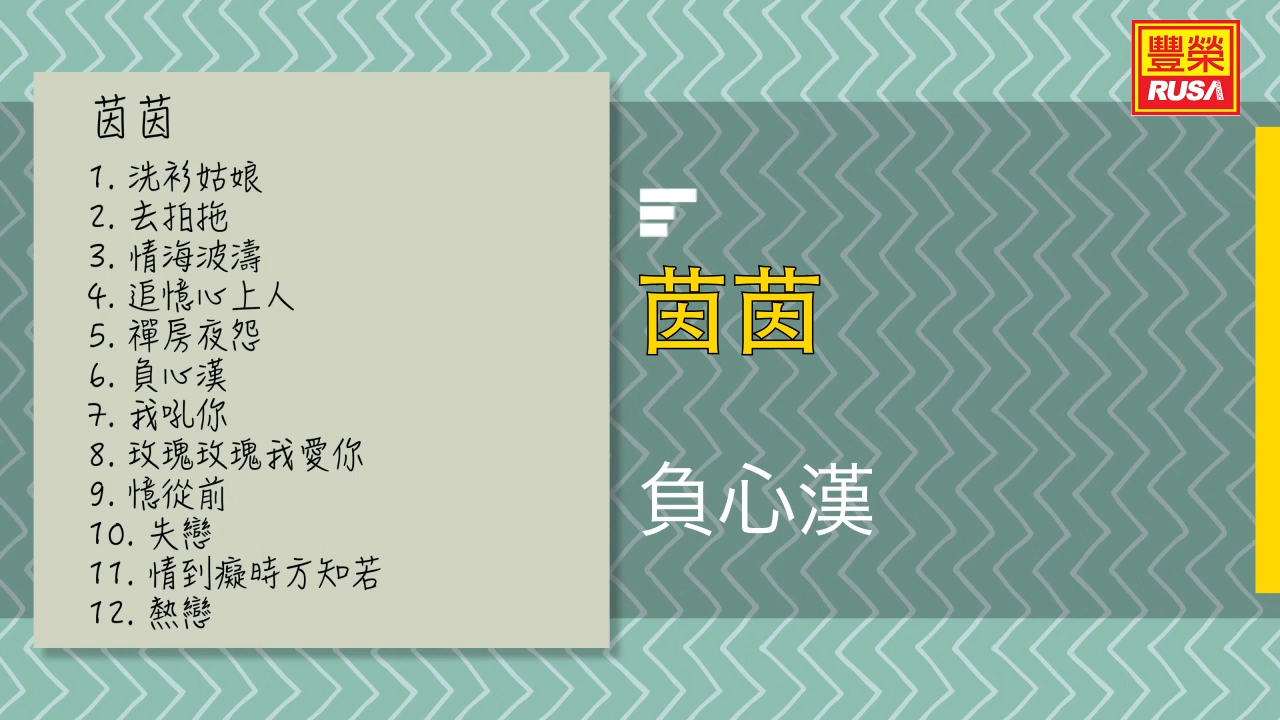 豐榮
RUSA
茵茵
1. 洗衫姑娘
2. 去拍拖
3. 情海波濤
4. 追憶心上人
5. 禪房夜怨
6. 負心漢
7. 我吼你
8. 玫瑰玫瑰我愛你
9. 憶從前
10. 失戀
11. 情到癡時方知若
12. 熱戀
茵茵
負心漢